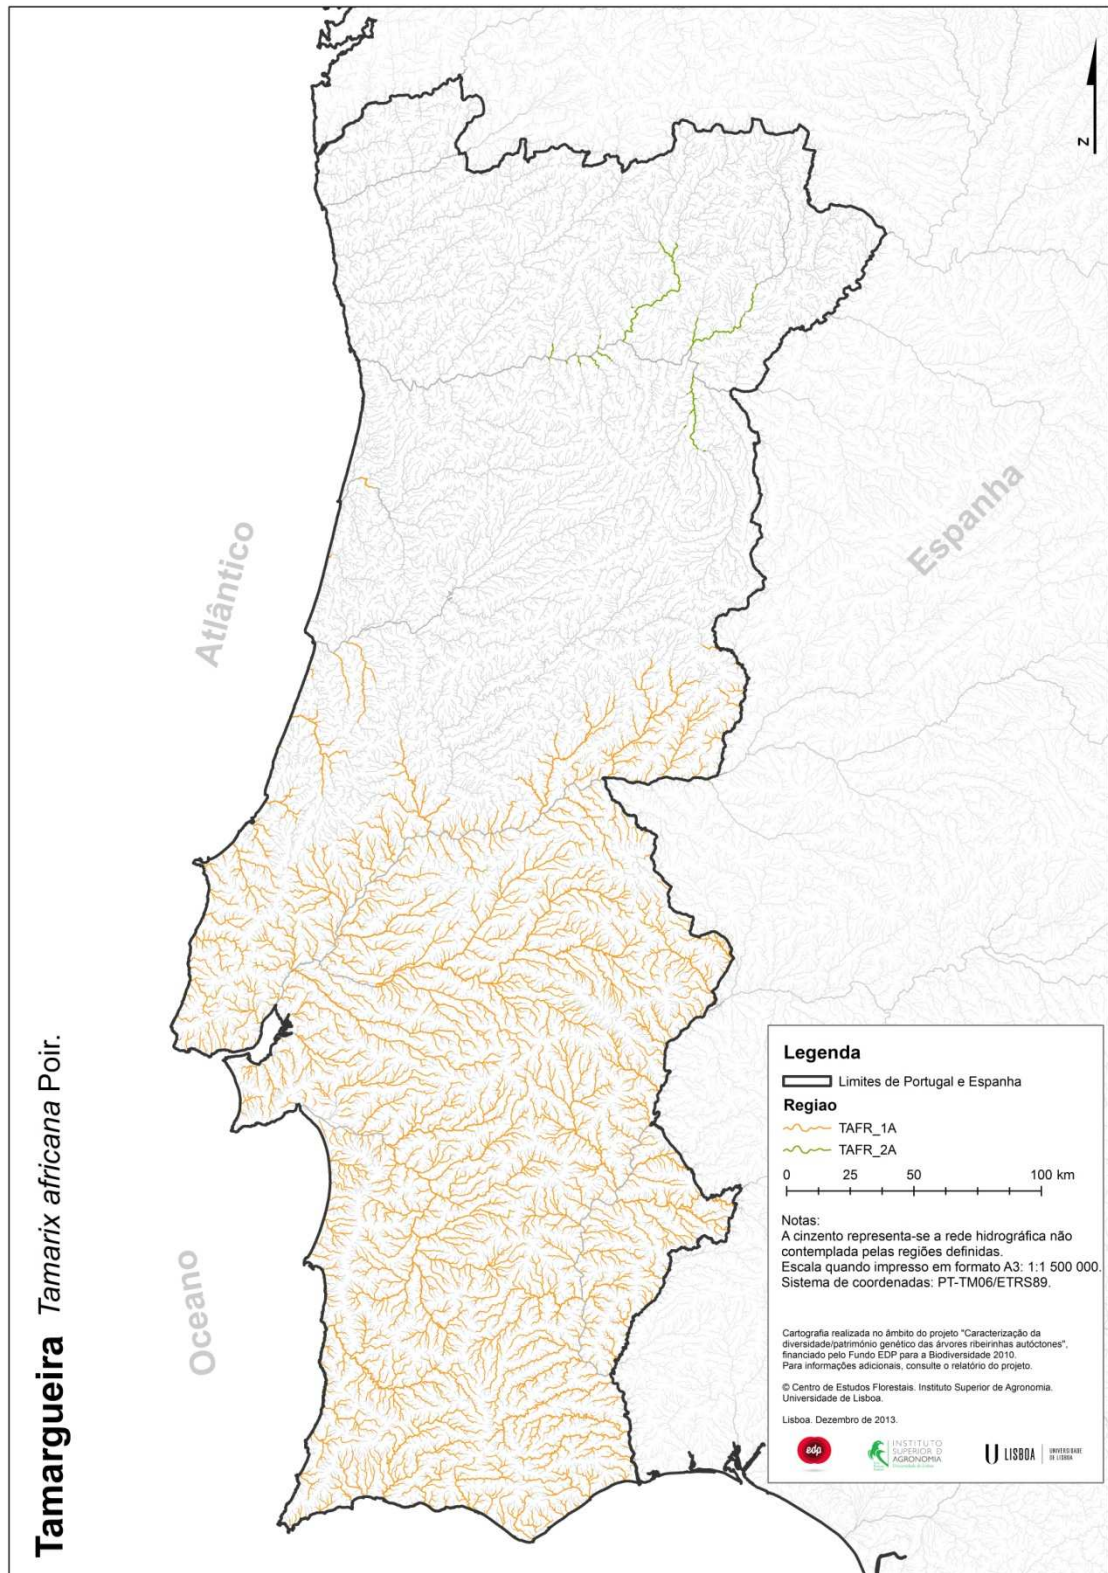 Tamargueira Tamarix africana Poir.
Oceano
Atlântico
Espanha
N
Legenda
Limites de Portugal e Espanha
Regiao
TAFR_1A
TAFR_2A
0 25 50 100 km
Notas:
A cinzento representa-se a rede hidrográfica não
contemplada pelas regiões definidas.
Escala quando impresso em formato A3: 1:1 500 000.
Sistema de coordenadas: PT-TM06/ETRS89.
Cartografia realizada no âmbito do projeto "Caracterização da
diversidade/património genético das árvores ribeirinhas autóctones",
financiado pelo Fundo EDP para a Biodiversidade 2010.
Para informações adicionais, consulte o relatório do projeto.
© Centro de Estudos Florestais. Instituto Superior de Agronomia.
Universidade de Lisboa.
Lisboa. Dezembro de 2013.
edp
INSTITUTO
SUPERIOR D
AGRONOMIA
U LISBOA
UNIVERSIDADE
DE LISBOA